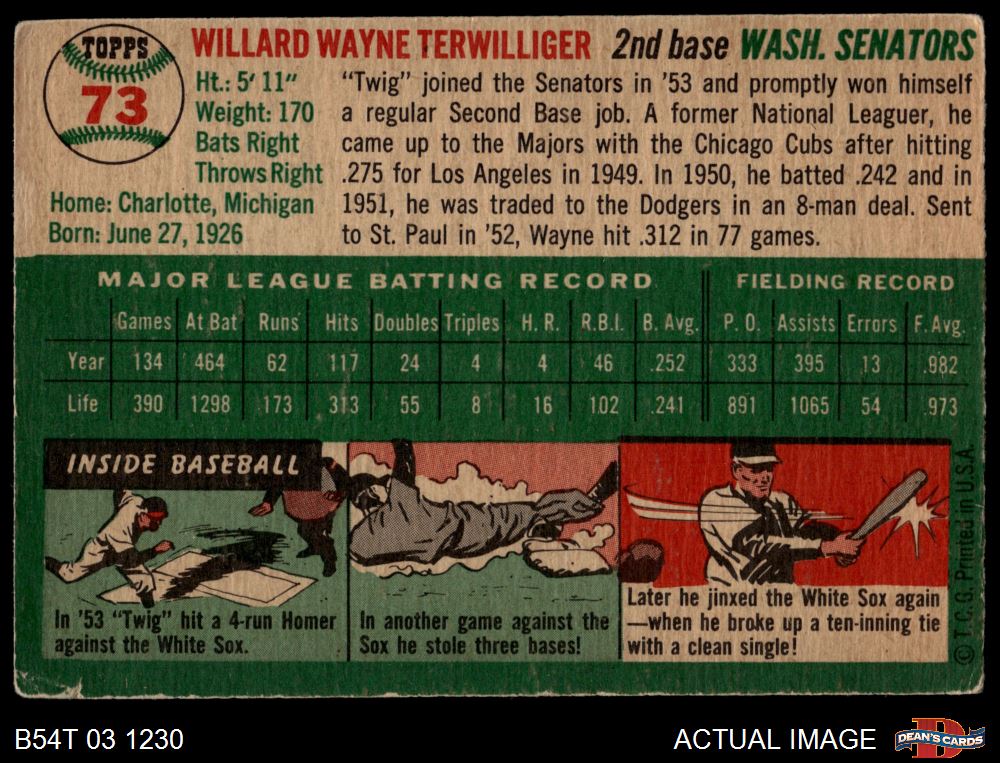 TOPPS
73
WILLARD WAYNE TERWILLIGER 2nd base WASH. SENATORS
Ht.: 5' 11"
Weight: 170
Bats Right
Throws Right
Home: Charlotte, Michigan
Born: June 27, 1926
"Twig" joined the Senators in '53 and promptly won himself
a regular Second Base job. A former National Leaguer, he
came up to the Majors with the Chicago Cubs after hitting
.275 for Los Angeles in 1949. In 1950, he batted .242 and in
1951, he was traded to the Dodgers in an 8-man deal. Sent
to St. Paul in '52, Wayne hit .312 in 77 games.
MAJOR LEAGUE BATTING RECORD FIELDING RECORD
Games At Bat Runs Hits Doubles Triples H. R. R.B.I. B. Avg. P. O. Assists Errors F. Avg.
Year 134 464 62 117 24 4 4 46 .252 333 395 13 .982
Life 390 1298 173 313 55 8 16 102 .241 891 1065 54 .973
INSIDE BASEBALL
In '53 "Twig" hit a 4-run Homer
against the White Sox.
In another game against the
Sox he stole three bases!
Later he jinxed the White Sox again
—when he broke up a ten-inning tie
with a clean single!
© T. C. G. Printed in U.S.A.
B54T 03 1230
ACTUAL IMAGE
DEAN'S CARDS